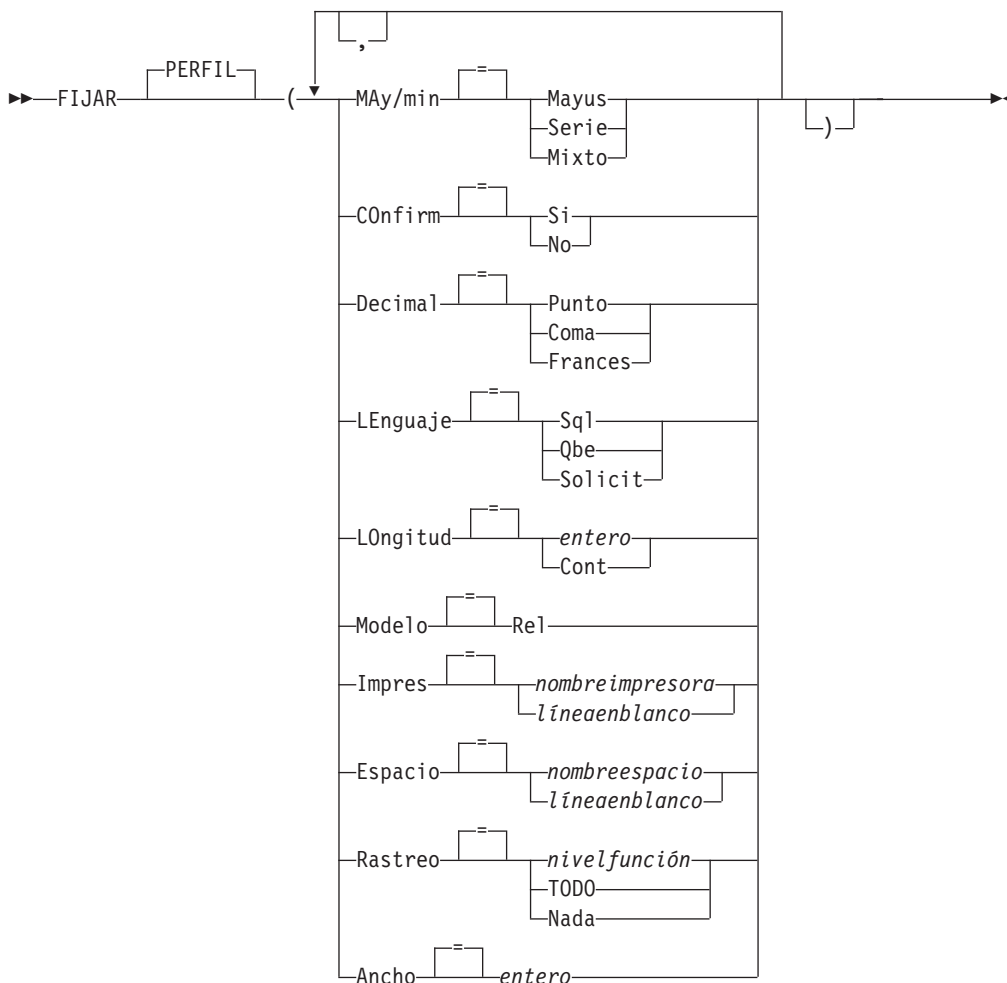 ,
PERFIL
FIJAR ( MAy/min = Mayus )
Serie
Mixto
COnfirm = Si
No
Decimal = Punto
Coma
Frances
LEnguaje = Sql
Qbe
Solicit
LOngitud = entero
Cont
Modelo = Rel
Impres = nombreimpresora
líneaenblanco
Espacio = nombreespacio
líneaenblanco
Rastreo = nivelfunción
TODO
Nada
Ancho = entero